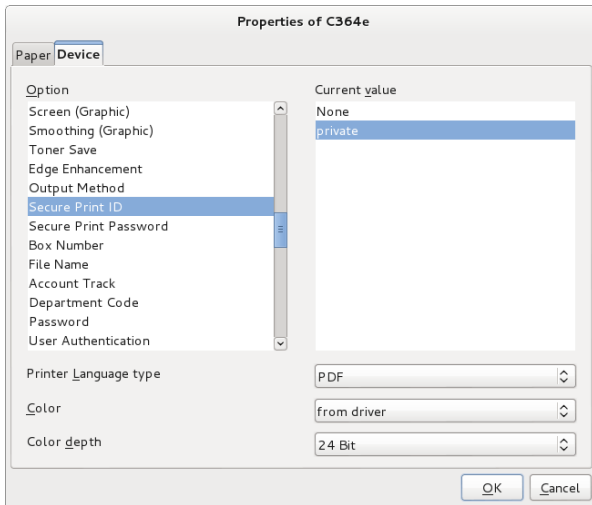 Properties of C364e
Paper Device
Option
Screen (Graphic)
Smoothing (Graphic)
Toner Save
Edge Enhancement
Output Method
Secure Print ID
Secure Print Password
Box Number
File Name
Account Track
Department Code
Password
User Authentication
Current value
None
private
Printer Language type
PDF
Color
from driver
Color depth
24 Bit
OK Cancel